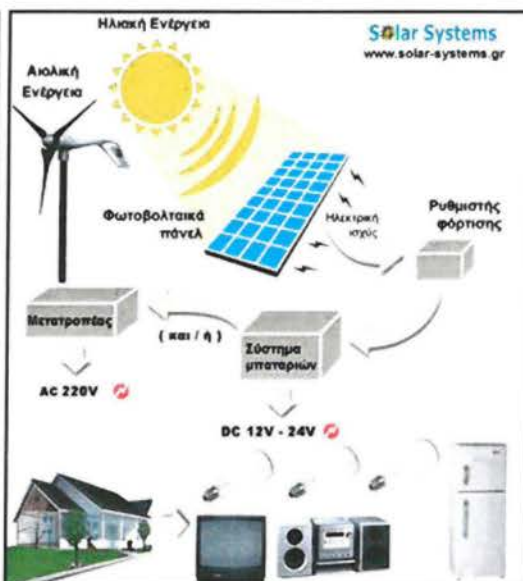 Ηλιακή Ενέργεια
Solar Systems
www.solar-systems.gr
Αιολική
Ενέργεια
Φωτοβολταικά
πάνελ
Ηλεκτρική
ισχύς
Ρυθμιστής
φόρτισης
Μετατροπέας
( και / ή )
Σύστημα
μπαταριών
AC 220V
DC 12V - 24V